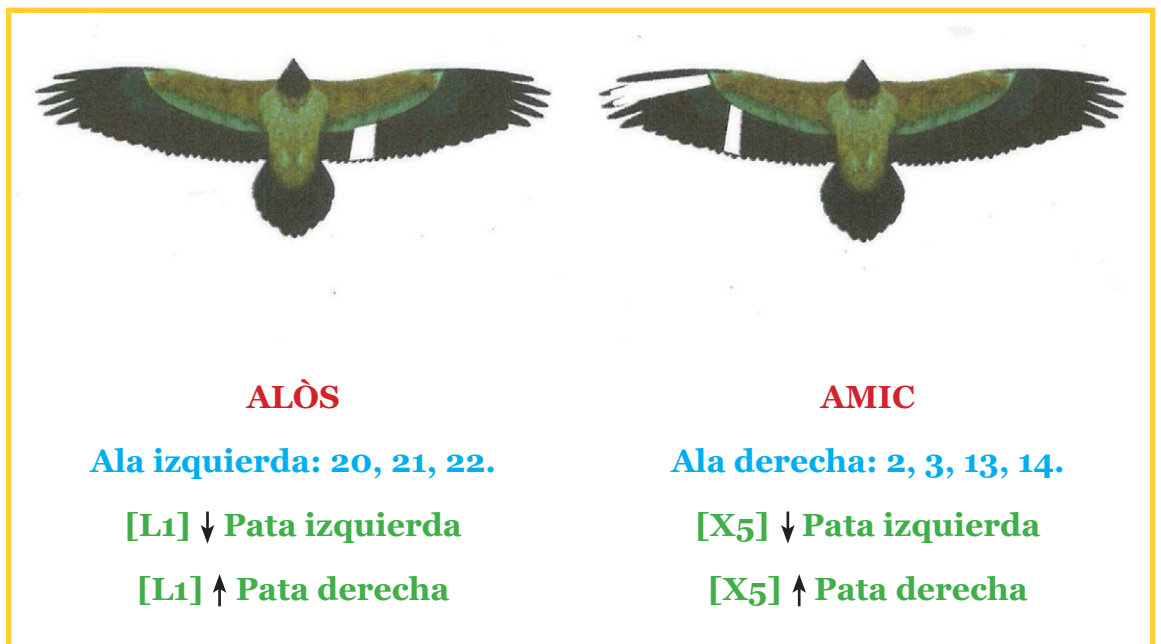 ALÒS
Ala izquierda: 20, 21, 22.
[L1] ↓ Pata izquierda
[L1] ↑ Pata derecha
AMIC
Ala derecha: 2, 3, 13, 14.
[X5] ↓ Pata izquierda
[X5] ↑ Pata derecha